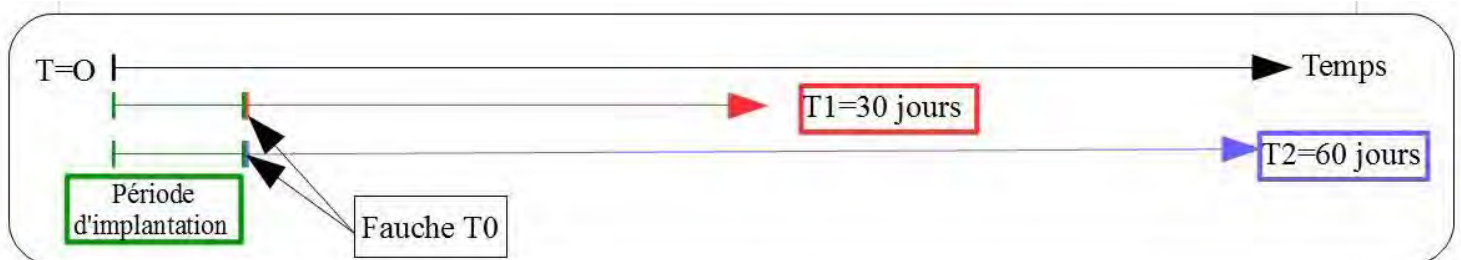 T=O
Temps
T1=30 jours
T2=60 jours
Période
d'implantation
Fauche T0